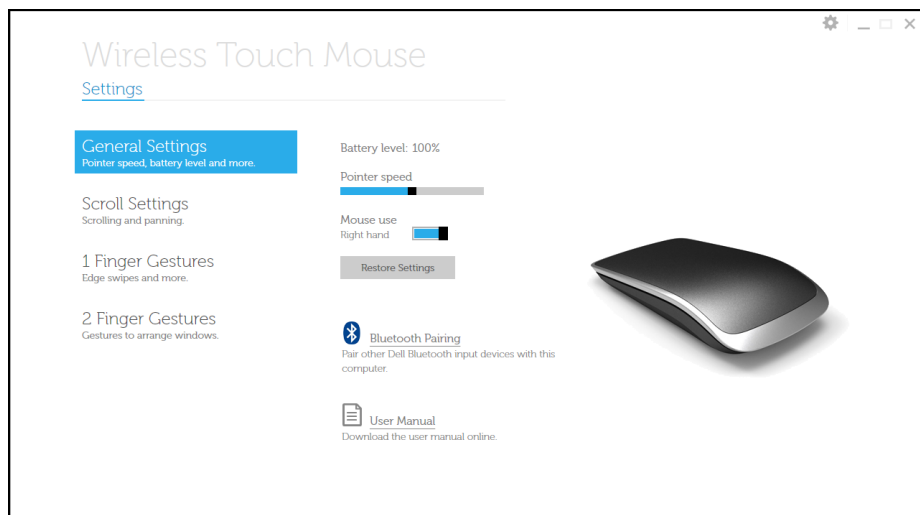 Wireless Touch Mouse
Settings
General Settings
Pointer speed, battery level and more.
Scroll Settings
Scrolling and panning.
1 Finger Gestures
Edge swipes and more.
2 Finger Gestures
Gestures to arrange windows.
Battery level: 100%
Pointer speed
Mouse use
Right hand
Restore Settings
Bluetooth Pairing
Pair other Dell Bluetooth input devices with this
computer.
User Manual
Download the user manual online.